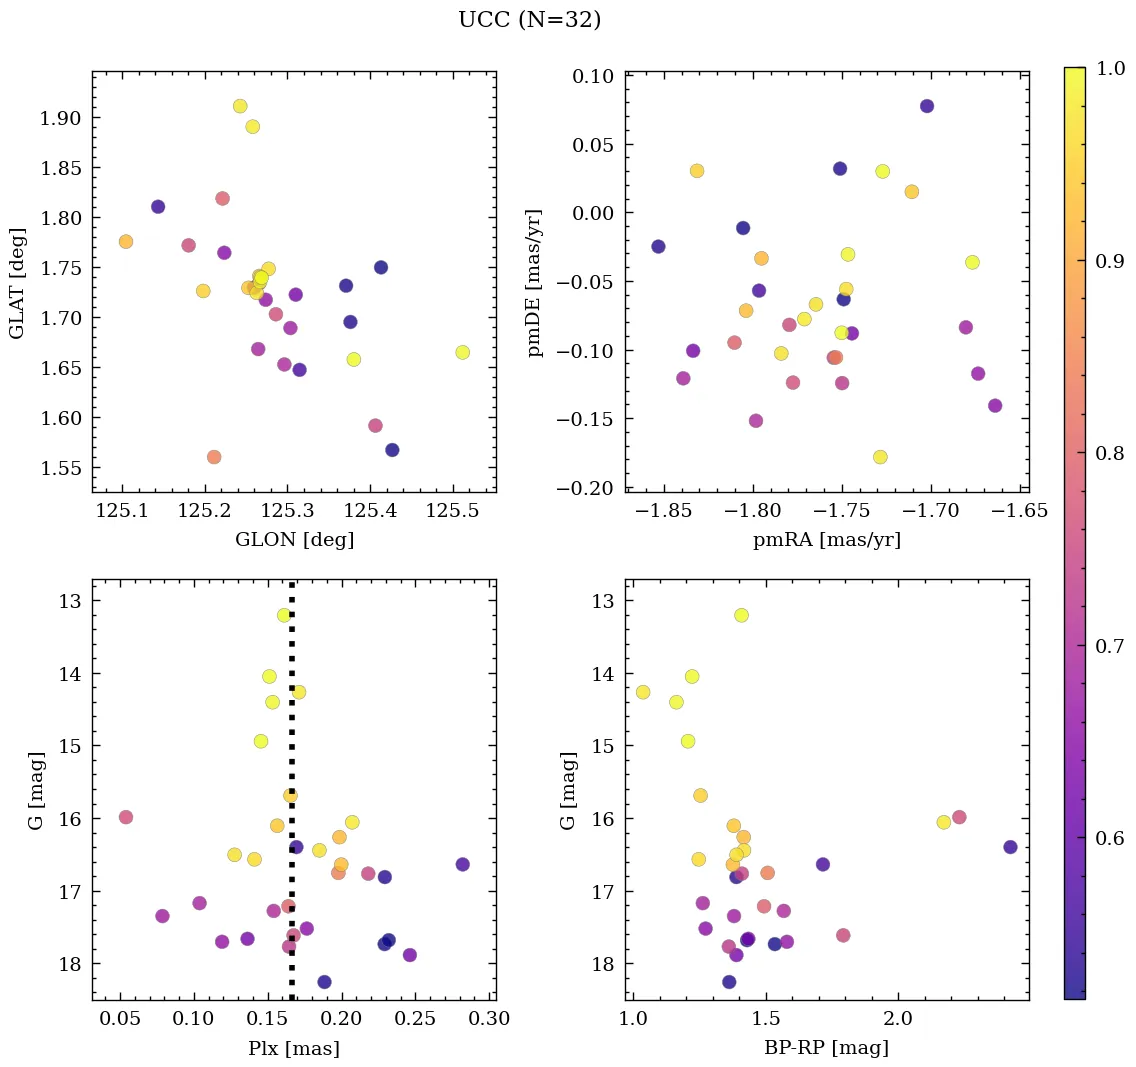 UCC (N=32)
1.90
1.85
1.80
1.75
1.70
1.65
1.60
1.55
GLAT [deg]
125.1 125.2 125.3 125.4 125.5
GLON [deg]
0.10
0.05
0.00
−0.05
−0.10
−0.15
−0.20
pmDE [mas/yr]
−1.85 −1.80 −1.75 −1.70 −1.65
pmRA [mas/yr]
13
14
15
16
17
18
G [mag]
0.05 0.10 0.15 0.20 0.25 0.30
Plx [mas]
13
14
15
16
17
18
G [mag]
1.0 1.5 2.0
BP-RP [mag]
1.0
0.9
0.8
0.7
0.6